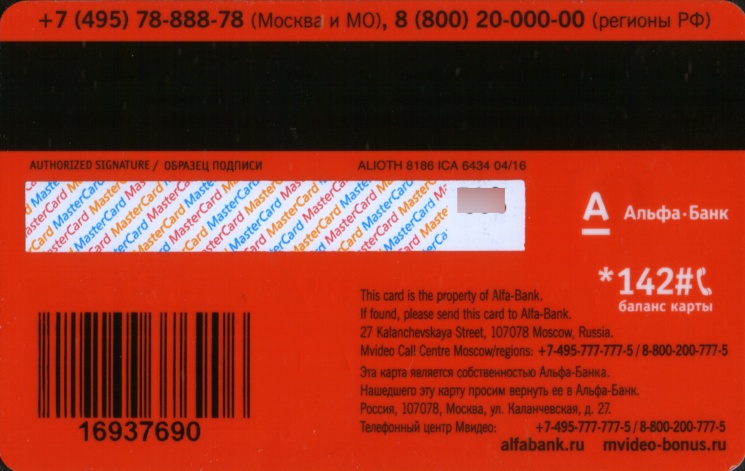 +7 (495) 78-888-78 (Москва и МО), 8 (800) 20-000-00 (регионы РФ)
AUTHORIZED SIGNATURE / ОБРАЗЕЦ ПОДПИСИ
ALIOTH 8186 ICA 6434 04/16
MasterCard MasterCard MasterCard MasterCard MasterCard
А Альфа·Банк
*142#
баланс карты
This card is the property of Alfa-Bank.
If found, please send this card to Alfa-Bank.
27 Kalanchevskaya Street, 107078 Moscow, Russia.
Mvideo Call Centre Moscow/regions: +7-495-777-777-5 / 8-800-200-777-5
Эта карта является собственностью Альфа-Банка.
Нашедшего эту карту просим вернуть ее в Альфа-Банк.
Россия, 107078, Москва, ул. Каланчевская, д. 27.
Телефонный центр Мвидео: +7-495-777-777-5 / 8-800-200-777-5
alfabank.ru mvideo-bonus.ru
16937690